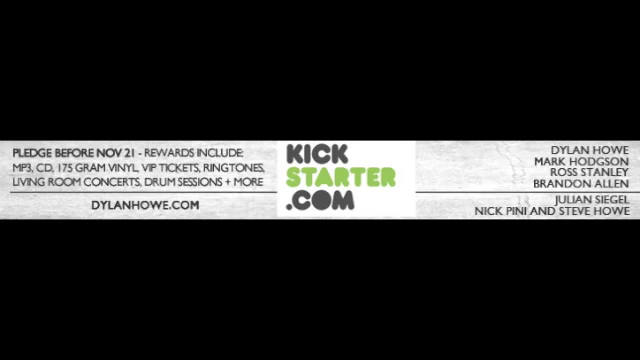 PLEDGE BEFORE NOV 21 - REWARDS INCLUDE:
MP3, CD, 175 GRAM VINYL, VIP TICKETS, RINGTONES,
LIVING ROOM CONCERTS, DRUM SESSIONS + MORE
DYLANHOWE.COM
KICK
STARTER
.COM
DYLAN HOWE
MARK HODGSON
ROSS STANLEY
BRANDON ALLEN
JULIAN SIEGEL
NICK PINI AND STEVE HOWE